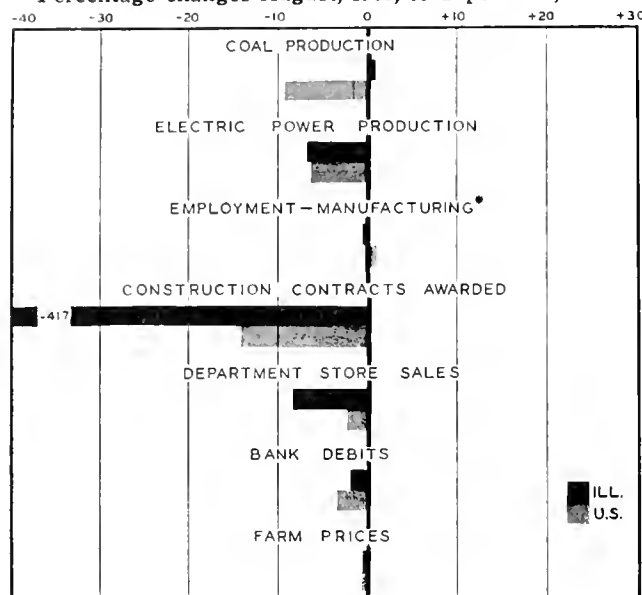 -40 -30 -20 -10 0 +10 +20 +30
COAL PRODUCTION
ELECTRIC POWER PRODUCTION
EMPLOYMENT—MANUFACTURING*
CONSTRUCTION CONTRACTS AWARDED
-41.7
DEPARTMENT STORE SALES
BANK DEBITS
ILL.
U.S.
FARM PRICES